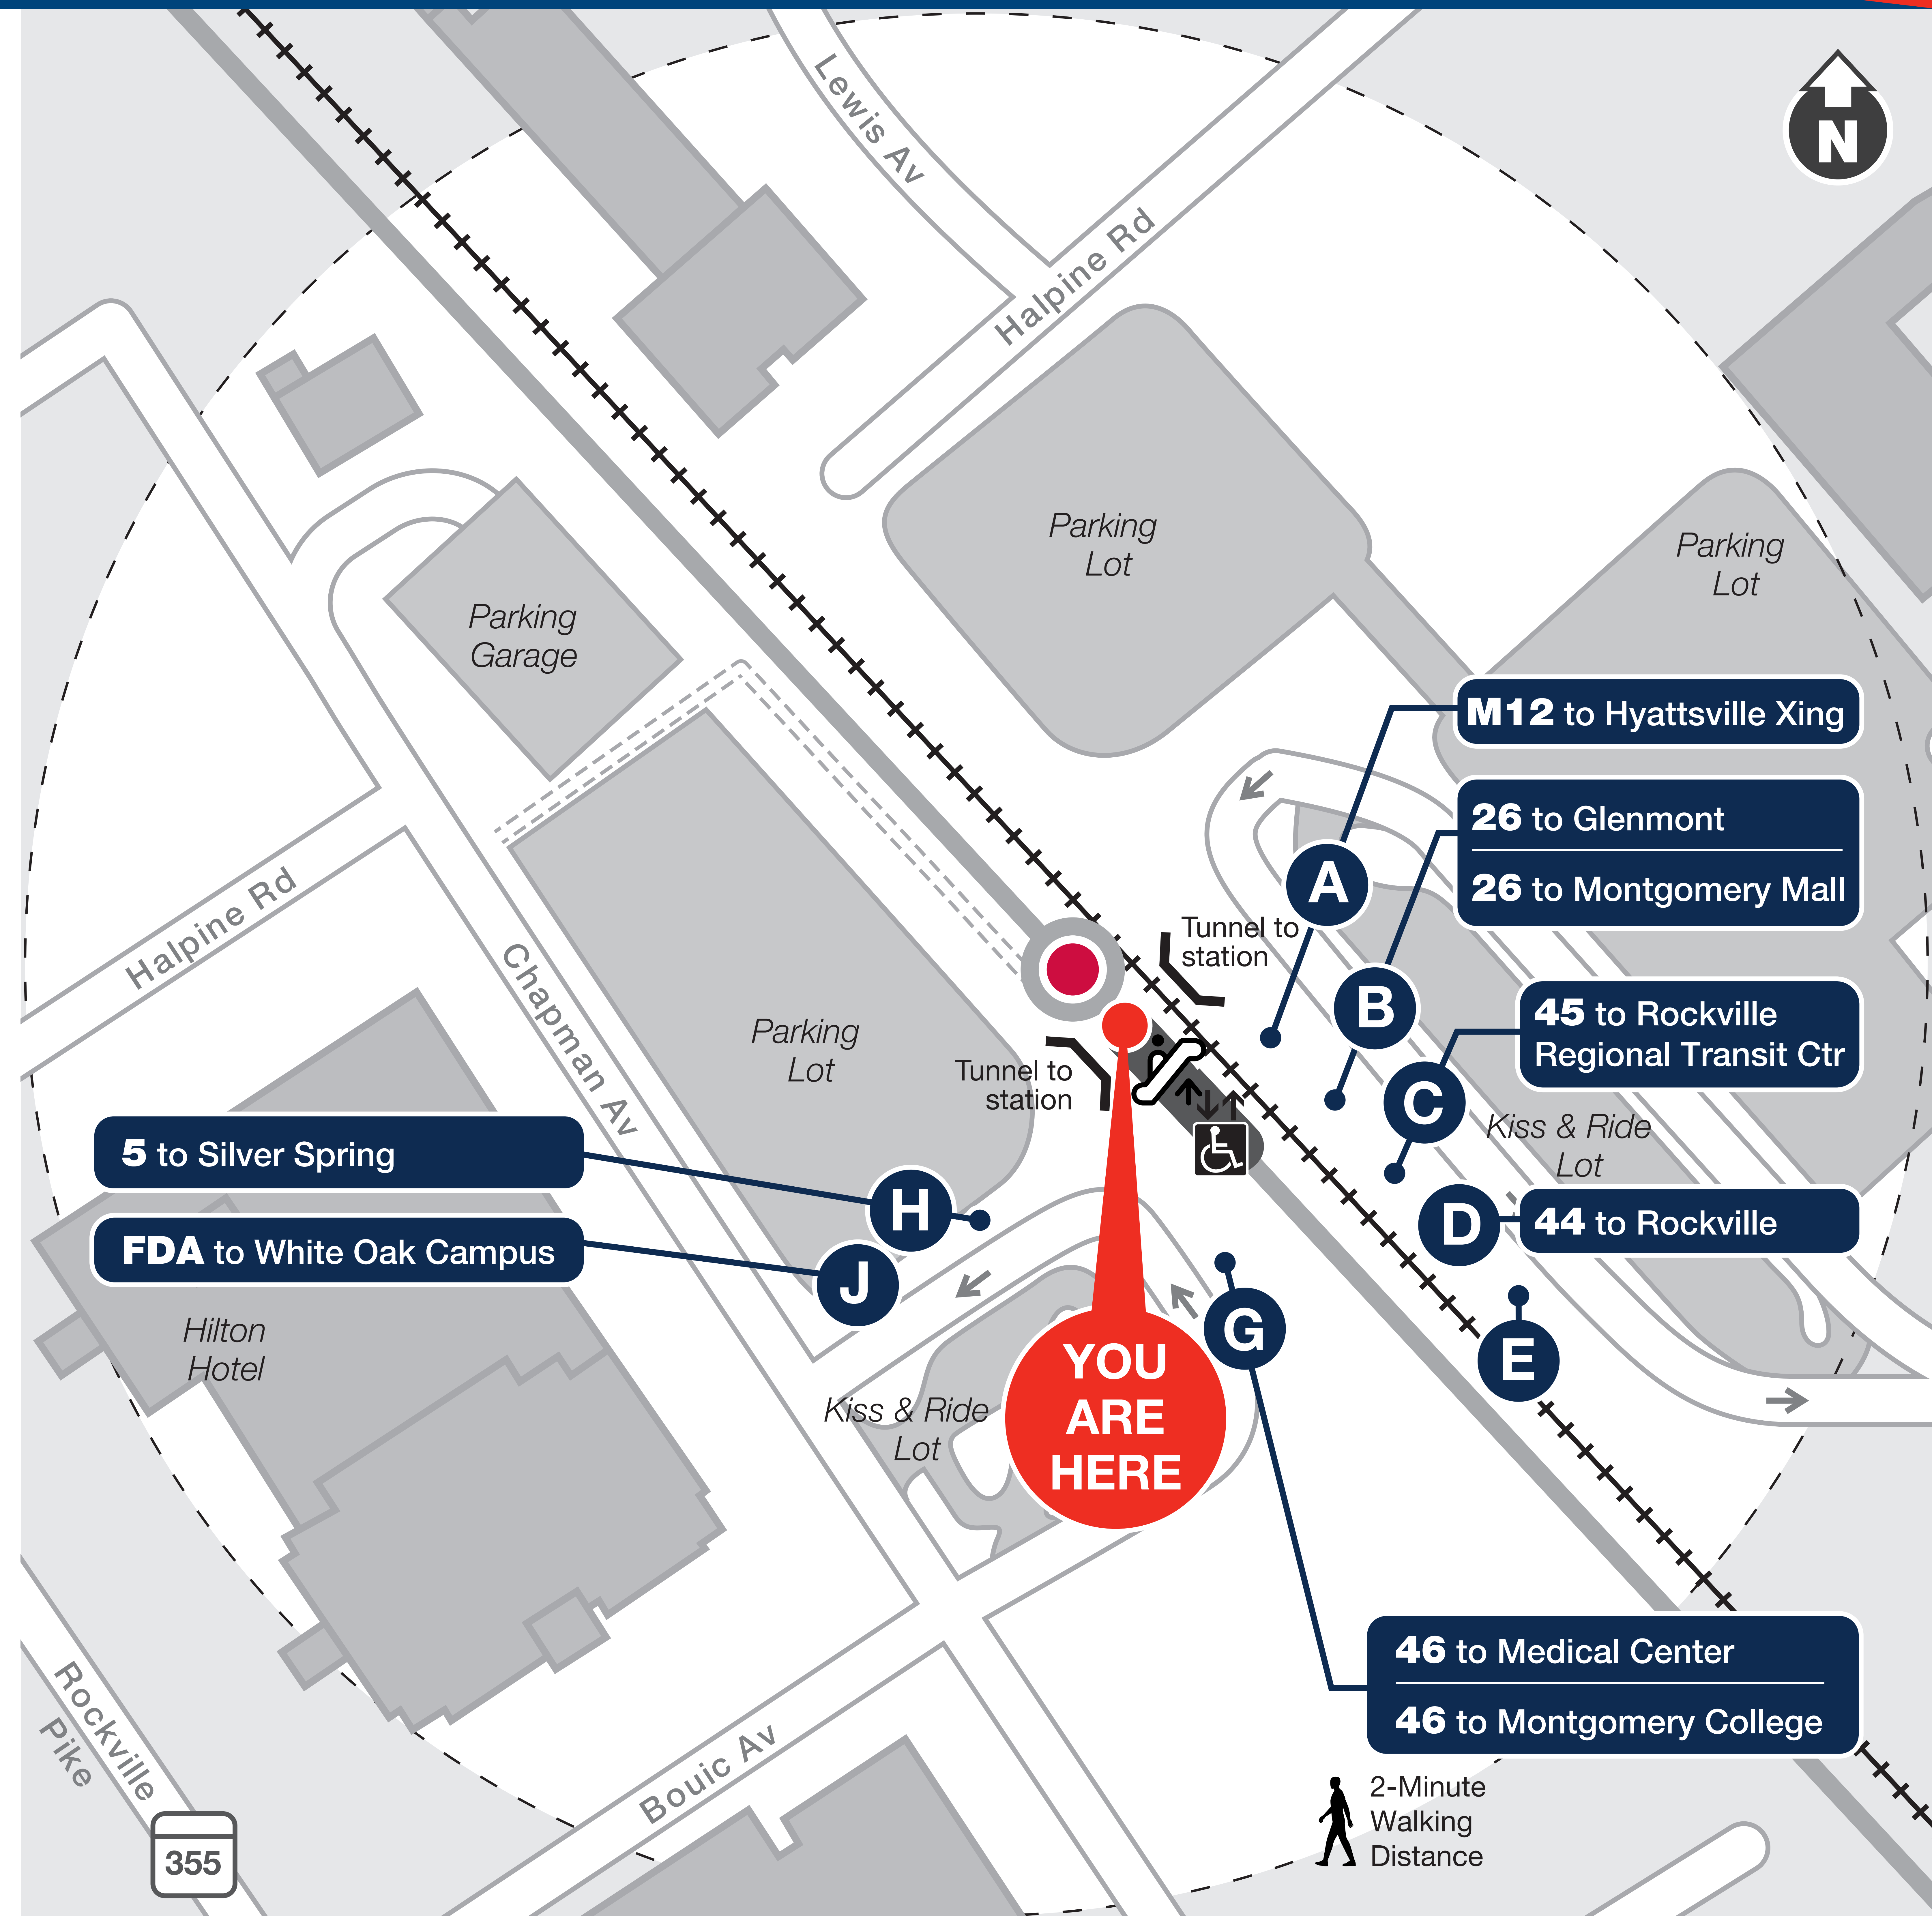 Lewis Av
N
Halpine Rd
Parking
Lot
Parking
Lot
Parking
Garage
M12 to Hyattsville Xing
26 to Glenmont
26 to Montgomery Mall
A
Halpine Rd
Chapman Av
Tunnel to
station
B
45 to Rockville
Regional Transit Ctr
Parking
Lot
Tunnel to
station
C
Kiss & Ride
Lot
5 to Silver Spring
H
D
44 to Rockville
FDA to White Oak Campus
J
Hilton
Hotel
G
E
YOU
ARE
HERE
Kiss & Ride
Lot
46 to Medical Center
46 to Montgomery College
Rockville
Pike
Bouic Av
2-Minute
Walking
Distance
355